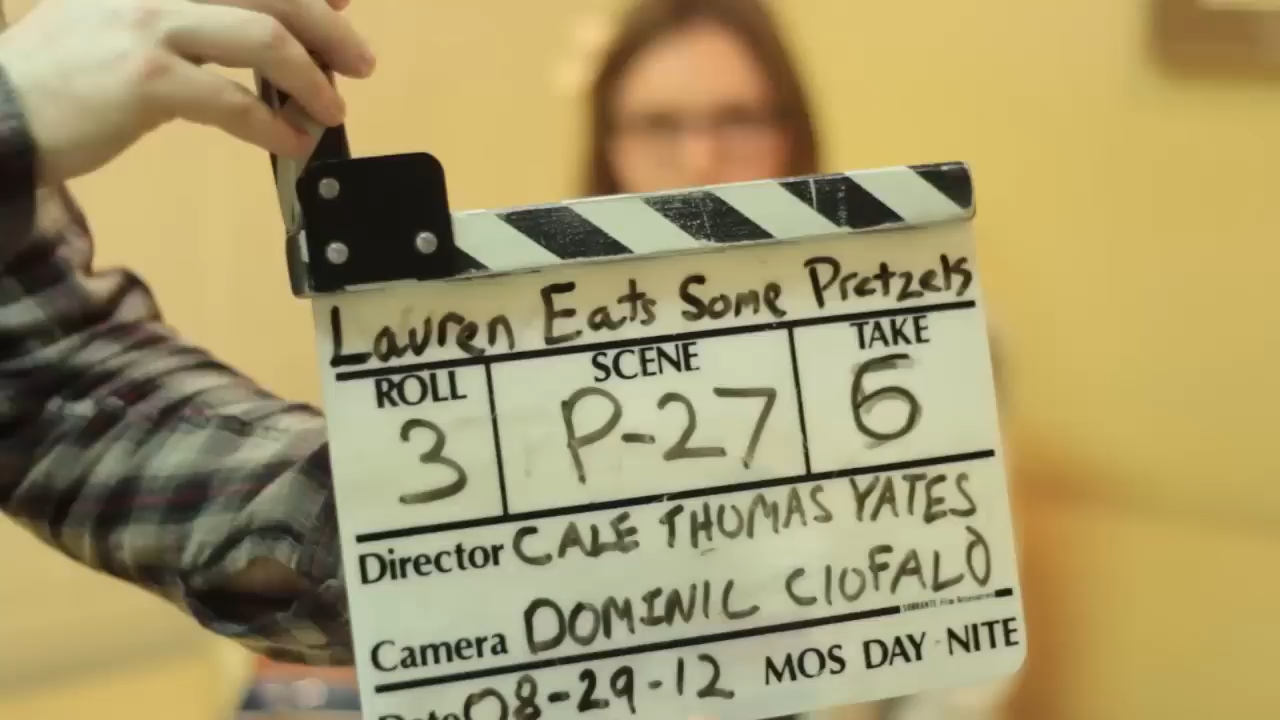 Lauren Eats Some Pretzels
ROLL SCENE TAKE
3 P-27 6
Director CALE THOMAS YATES
Camera DOMINIC CIOFALO
Date 08-29-12 MOS DAY - NITE